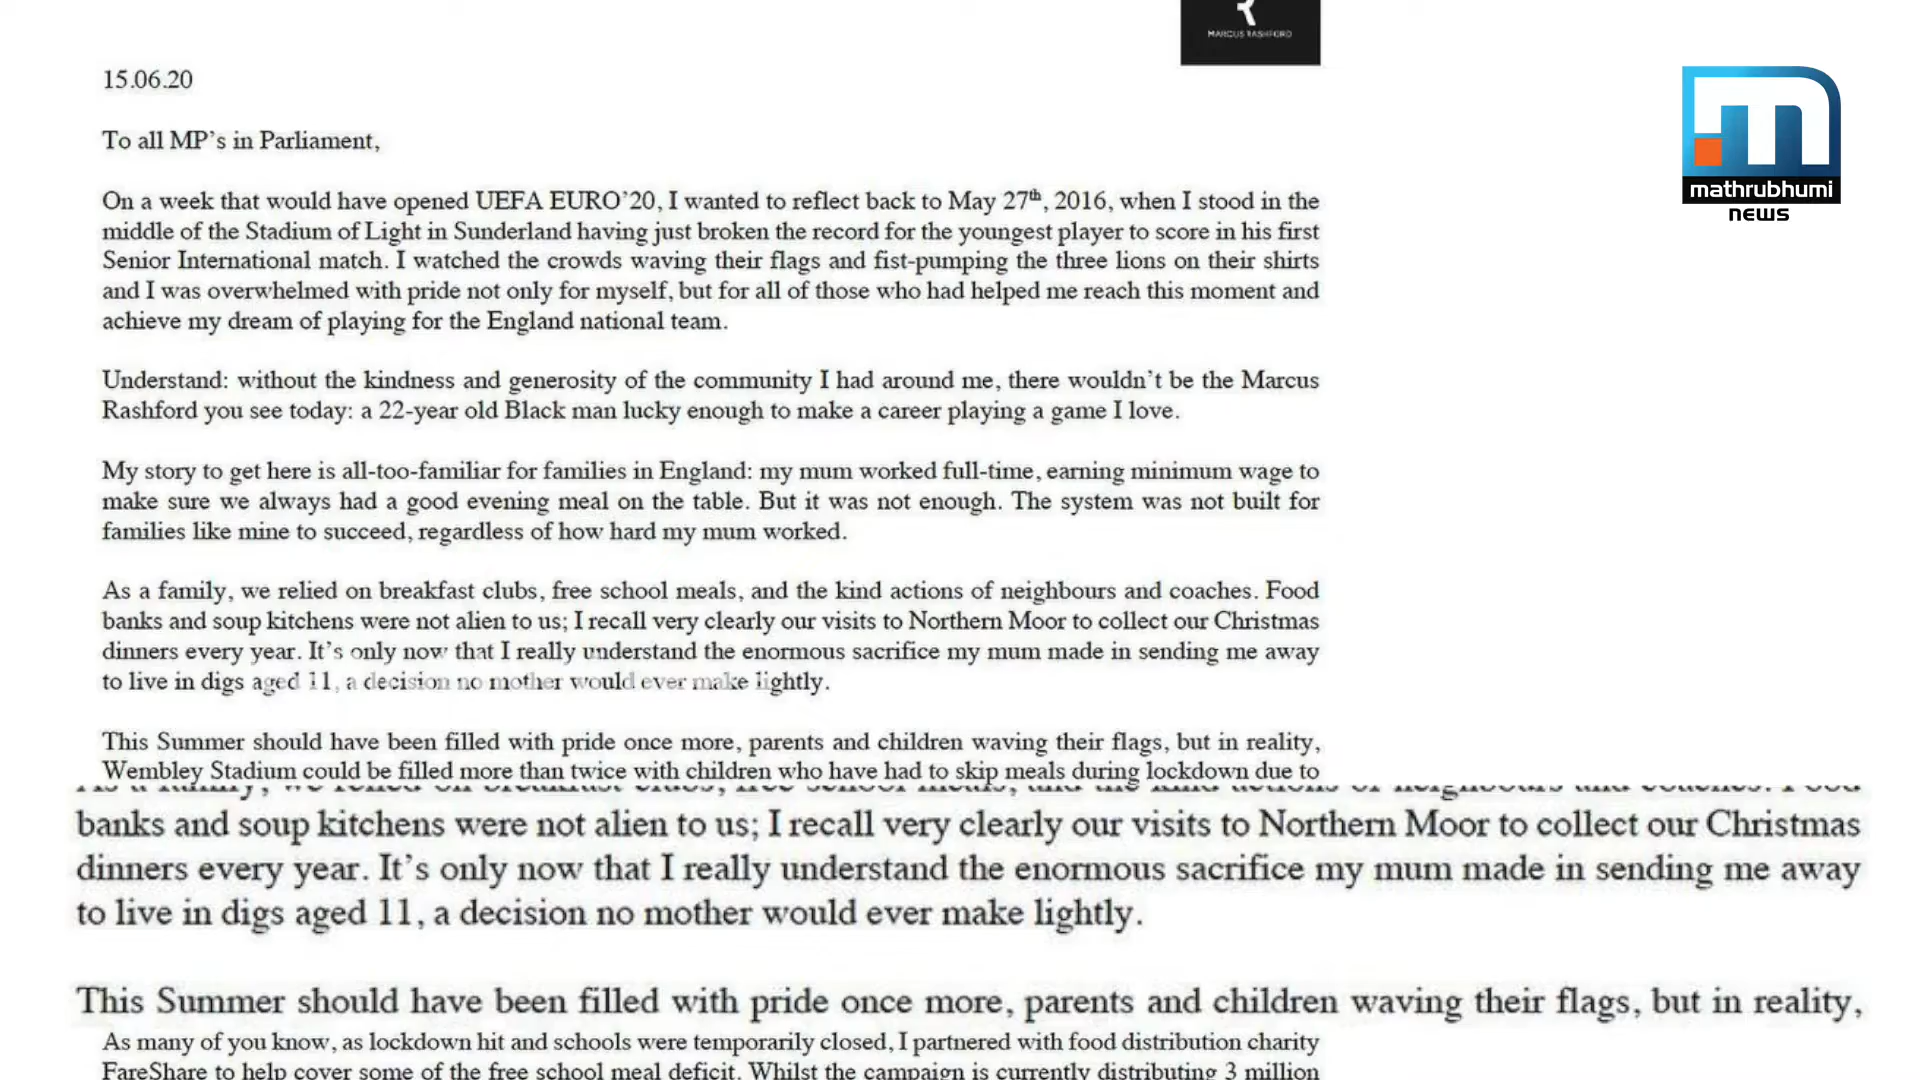 MARCUS RASHFORD
15.06.20
mathrubhumi
news
To all MP’s in Parliament,
On a week that would have opened UEFA EURO’20, I wanted to reflect back to May 27th, 2016, when I stood in the
middle of the Stadium of Light in Sunderland having just broken the record for the youngest player to score in his first
Senior International match. I watched the crowds waving their flags and fist-pumping the three lions on their shirts
and I was overwhelmed with pride not only for myself, but for all of those who had helped me reach this moment and
achieve my dream of playing for the England national team.
Understand: without the kindness and generosity of the community I had around me, there wouldn’t be the Marcus
Rashford you see today: a 22-year old Black man lucky enough to make a career playing a game I love.
My story to get here is all-too-familiar for families in England: my mum worked full-time, earning minimum wage to
make sure we always had a good evening meal on the table. But it was not enough. The system was not built for
families like mine to succeed, regardless of how hard my mum worked.
As a family, we relied on breakfast clubs, free school meals, and the kind actions of neighbours and coaches. Food
banks and soup kitchens were not alien to us; I recall very clearly our visits to Northern Moor to collect our Christmas
dinners every year. It’s only now that I really understand the enormous sacrifice my mum made in sending me away
to live in digs aged 11, a decision no mother would ever make lightly.
This Summer should have been filled with pride once more, parents and children waving their flags, but in reality,
Wembley Stadium could be filled more than twice with children who have had to skip meals during lockdown due to
As a family, we relied on breakfast clubs, free school meals, and the kind actions of neighbours and coaches. Food
banks and soup kitchens were not alien to us; I recall very clearly our visits to Northern Moor to collect our Christmas
dinners every year. It’s only now that I really understand the enormous sacrifice my mum made in sending me away
to live in digs aged 11, a decision no mother would ever make lightly.
This Summer should have been filled with pride once more, parents and children waving their flags, but in reality,
As many of you know, as lockdown hit and schools were temporarily closed, I partnered with food distribution charity
FareShare to help cover some of the free school meal deficit. Whilst the campaign is currently distributing 3 million